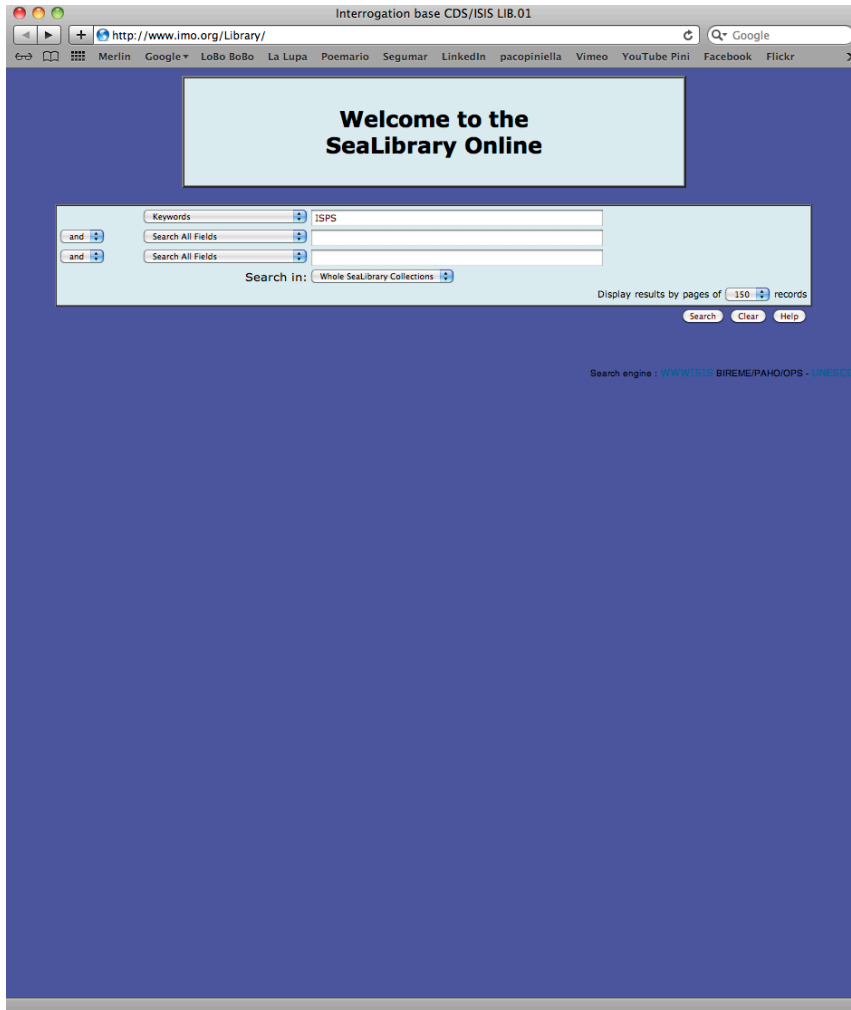 Interrogation base CDS/ISIS LIB.01
http://www.imo.org/Library/
Google
Merlin Google LoBo BoBo La Lupa Poemario Segumar LinkedIn pacopiniella Vimeo YouTube Pini Facebook Flickr
Welcome to the
SeaLibrary Online
Keywords ISPS
and Search All Fields
and Search All Fields
Search in: Whole SeaLibrary Collections
Display results by pages of 150 records
Search Clear Help
Search engine : WWWISIS BIREME/PAHO/OPS - UNESCO